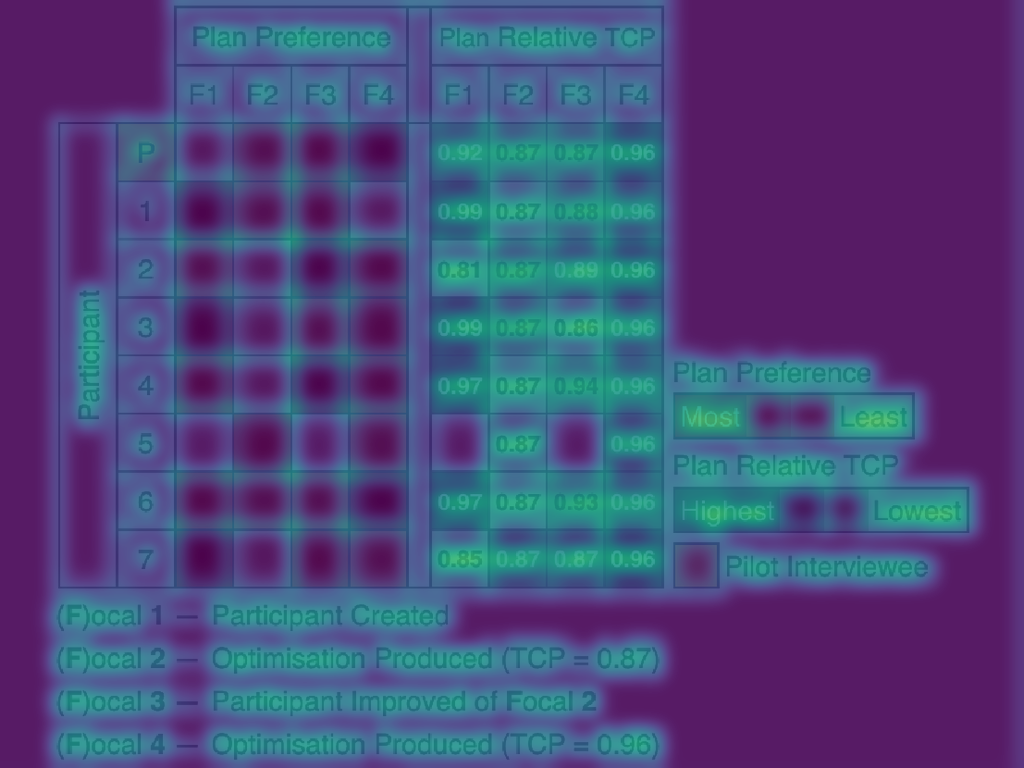 Plan Preference Plan Relative TCP
F1 F2 F3 F4 F1 F2 F3 F4
Participant
P 0.92 0.87 0.87 0.96
1 0.99 0.87 0.88 0.96
2 0.81 0.87 0.89 0.96
3 0.99 0.87 0.86 0.96
4 0.97 0.87 0.94 0.96
5 0.87 0.96
6 0.97 0.87 0.93 0.96
7 0.85 0.87 0.87 0.96
Plan Preference
Most Least
Plan Relative TCP
Highest Lowest
Pilot Interviewee
(F)ocal 1 — Participant Created
(F)ocal 2 — Optimisation Produced (TCP = 0.87)
(F)ocal 3 — Participant Improved of Focal 2
(F)ocal 4 — Optimisation Produced (TCP = 0.96)